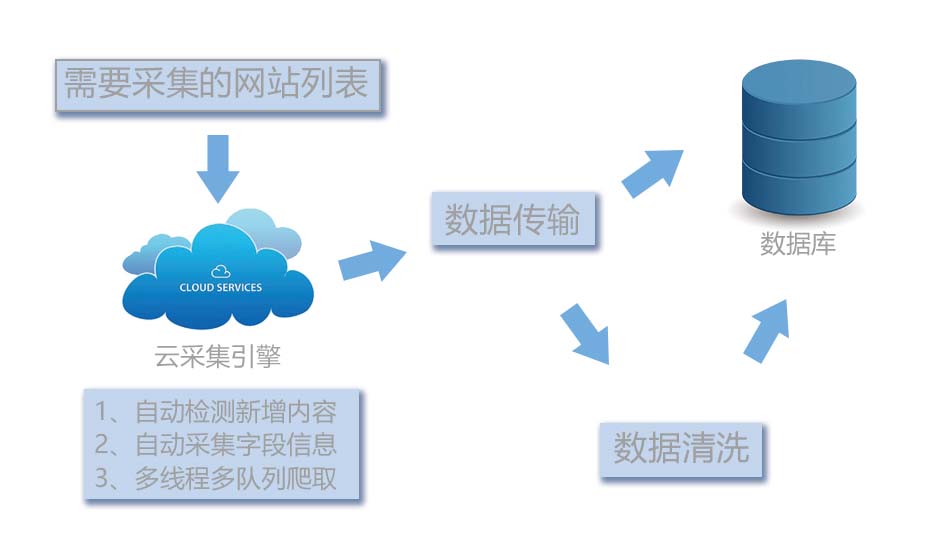 需要采集的网站列表
数据传输
数据库
CLOUD SERVICES
云采集引擎
1、自动检测新增内容
2、自动采集字段信息
3、多线程多队列爬取
数据清洗